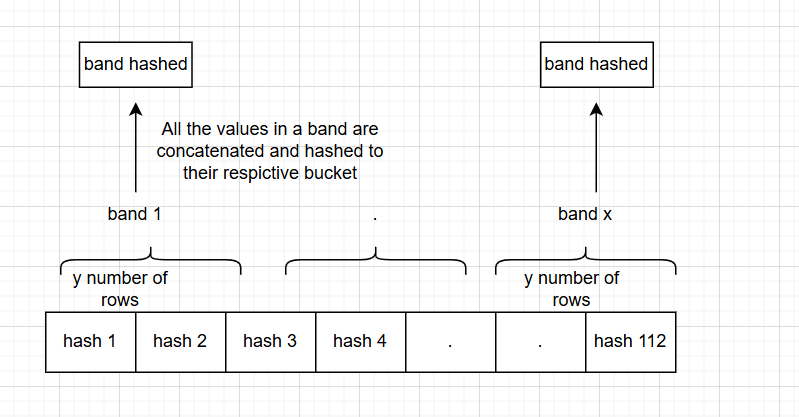 band hashed
band hashed
All the values in a band are
concatenated and hashed to
their respictive bucket
band 1
.
band x
y number of
rows
y number of
rows
hash 1
hash 2
hash 3
hash 4
.
.
hash 112